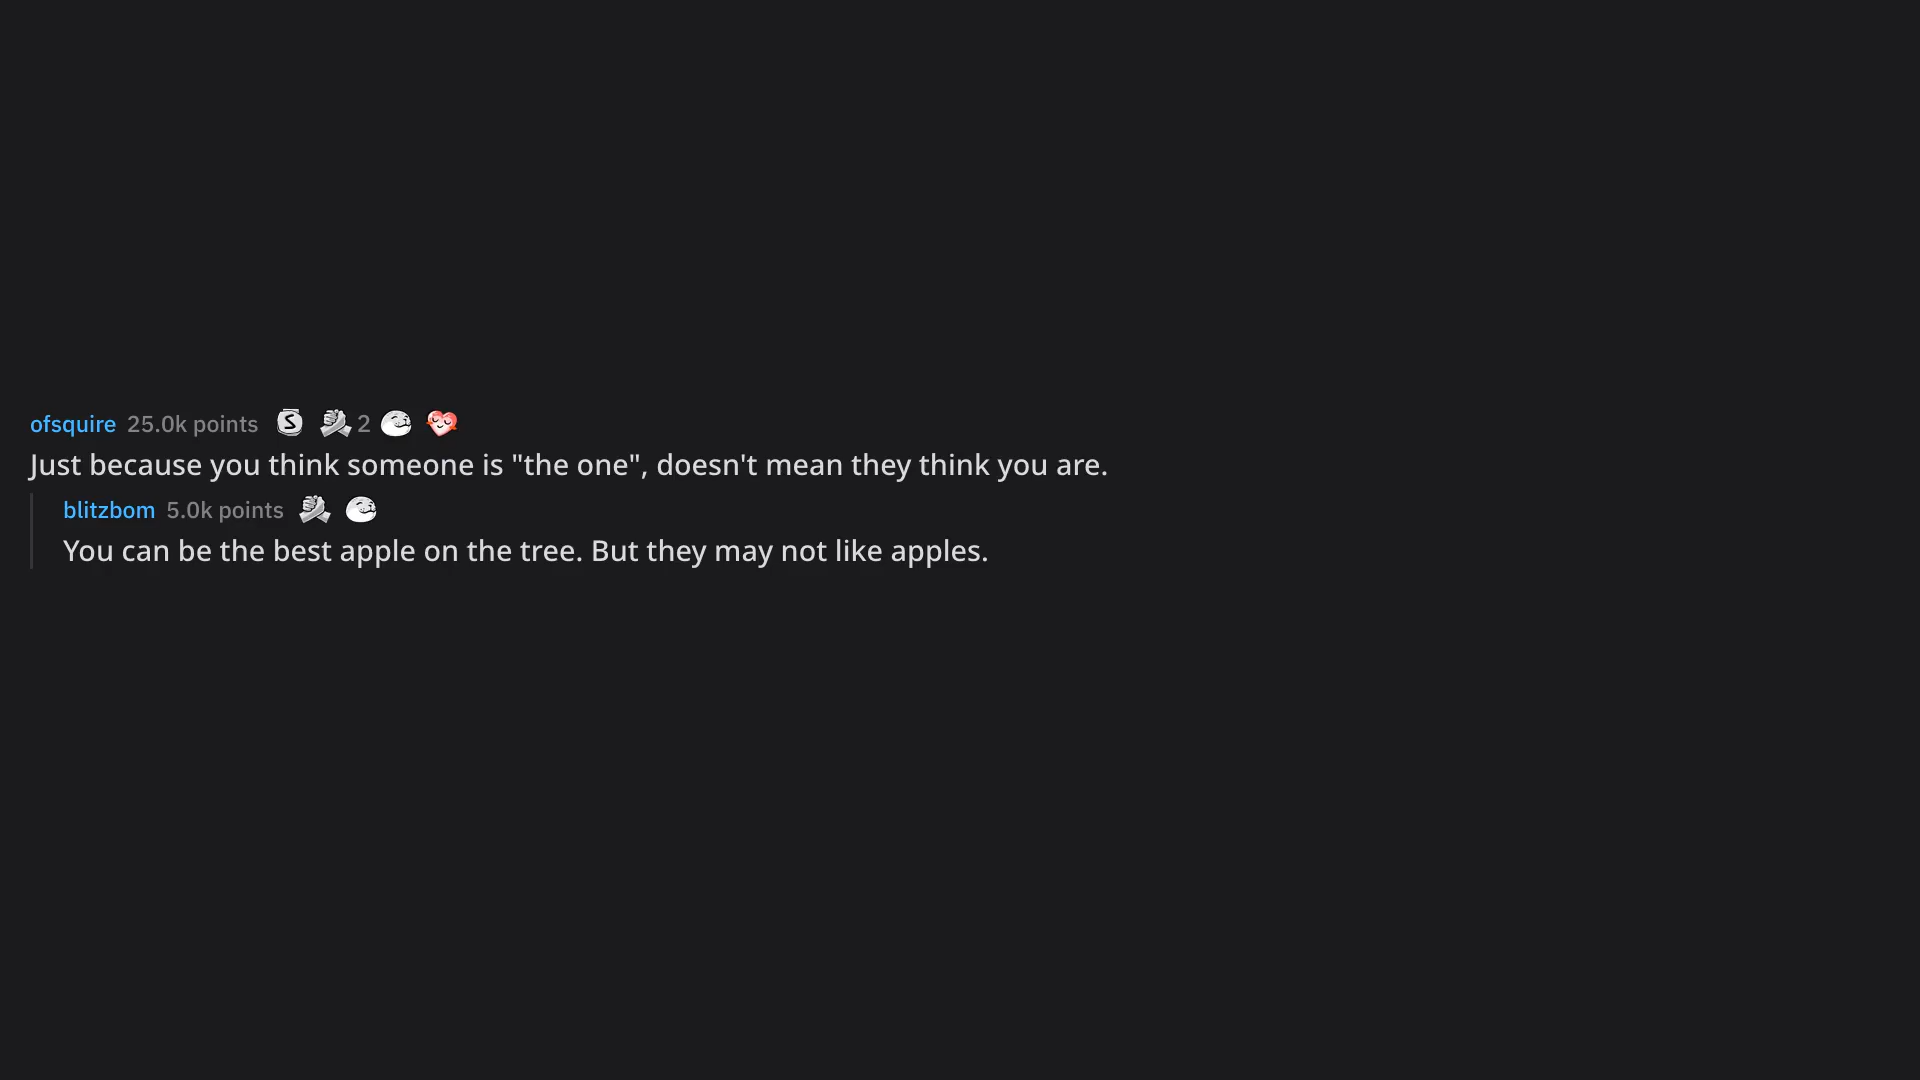 ofsquire 25.0k points 2
Just because you think someone is "the one", doesn't mean they think you are.
blitzbom 5.0k points
You can be the best apple on the tree. But they may not like apples.